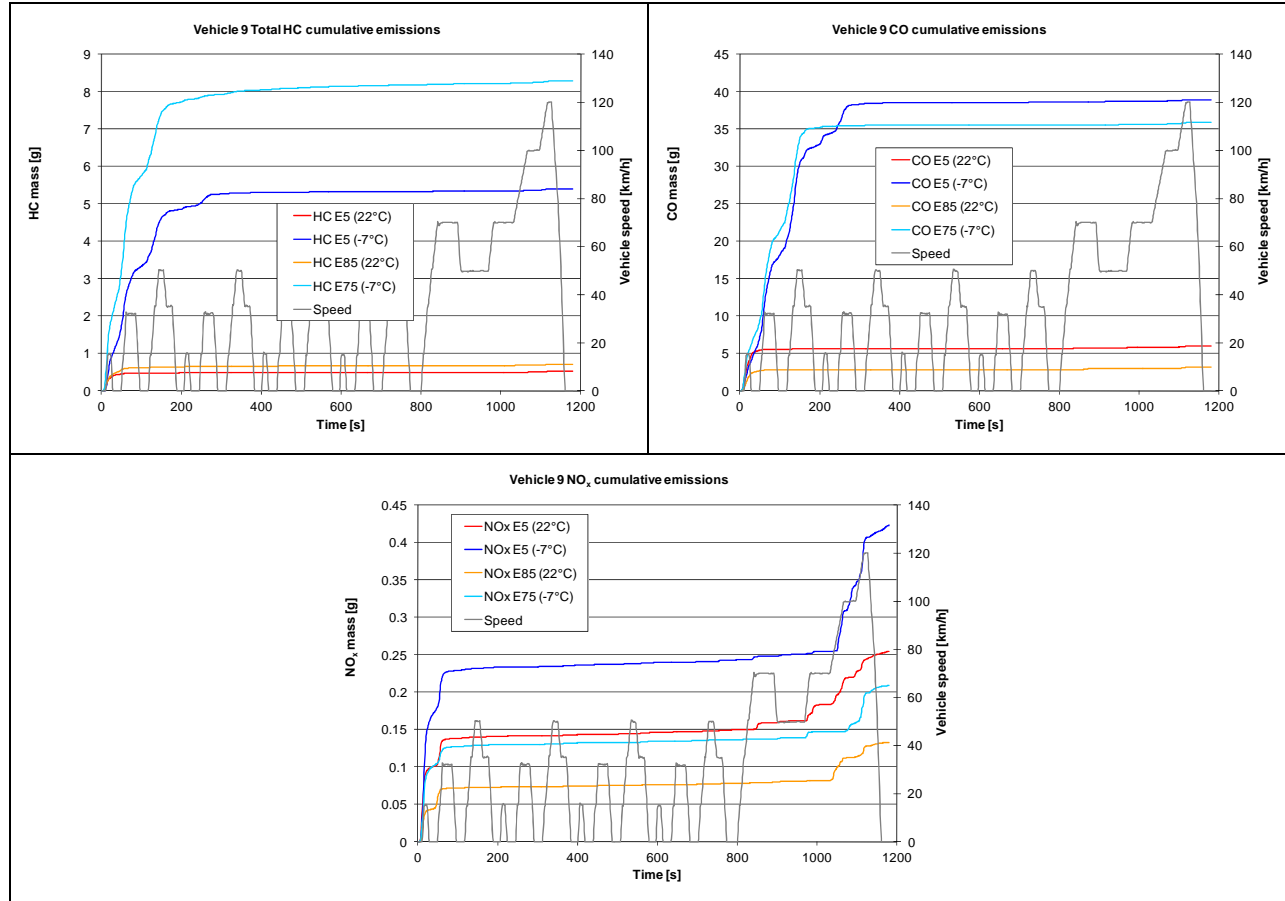 Vehicle 9 Total HC cumulative emissions
9
8
7
6
5
4
3
2
1
0
HC mass [g]
140
120
100
80
60
40
20
0
Vehicle speed [km/h]
HC E5 (22°C)
HC E5 (-7°C)
HC E85 (22°C)
HC E75 (-7°C)
Speed
0 200 400 600 800 1000 1200
Time [s]
Vehicle 9 CO cumulative emissions
45
40
35
30
25
20
15
10
5
0
CO mass [g]
140
120
100
80
60
40
20
0
Vehicle speed [km/h]
CO E5 (22°C)
CO E5 (-7°C)
CO E85 (22°C)
CO E75 (-7°C)
Speed
0 200 400 600 800 1000 1200
Time [s]
Vehicle 9 NOx cumulative emissions
0.45
0.4
0.35
0.3
0.25
0.2
0.15
0.1
0.05
0
NOx mass [g]
140
120
100
80
60
40
20
0
Vehicle speed [km/h]
NOx E5 (22°C)
NOx E5 (-7°C)
NOx E85 (22°C)
NOx E75 (-7°C)
Speed
0 200 400 600 800 1000 1200
Time [s]